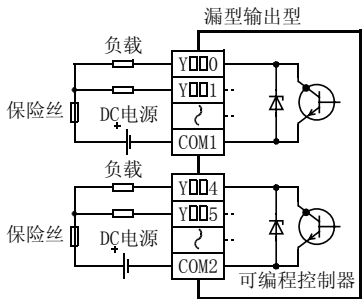 漏型输出型
负载
Y□□0
Y□□1
保险丝
DC电源
+
COM1
负载
Y□□4
Y□□5
保险丝
DC电源
+
COM2
可编程控制器